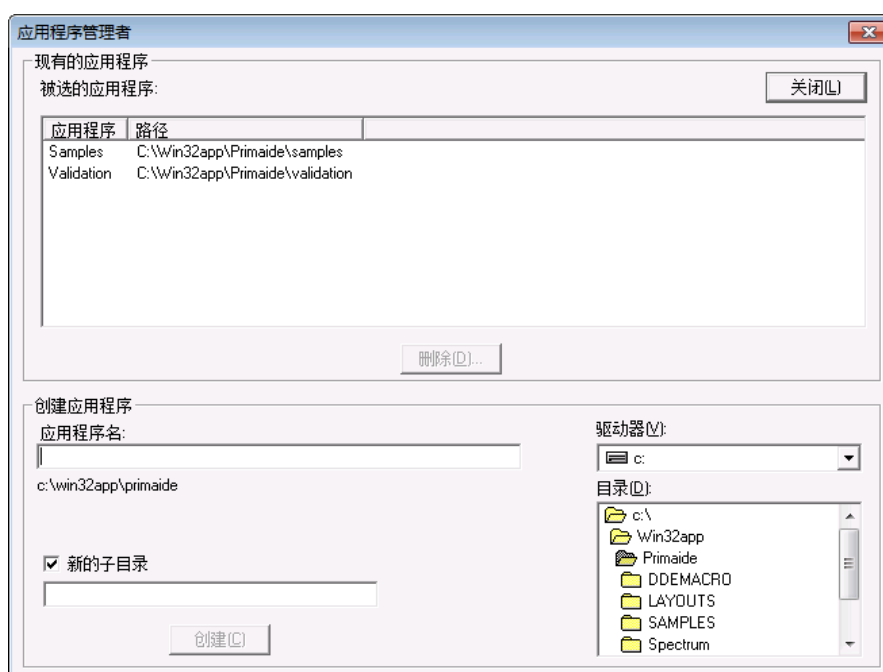 应用程序管理者
现有的应用程序
被选的应用程序:
关闭(L)
应用程序 路径
Samples C:\Win32app\Primaide\samples
Validation C:\Win32app\Primaide\validation
删除(D)...
创建应用程序
应用程序名:
c:\win32app\primaide
新的子目录
创建(C)
驱动器(V):
c:
目录(D):
c:\
Win32app
Primaide
DDEMACRO
LAYOUTS
SAMPLES
Spectrum